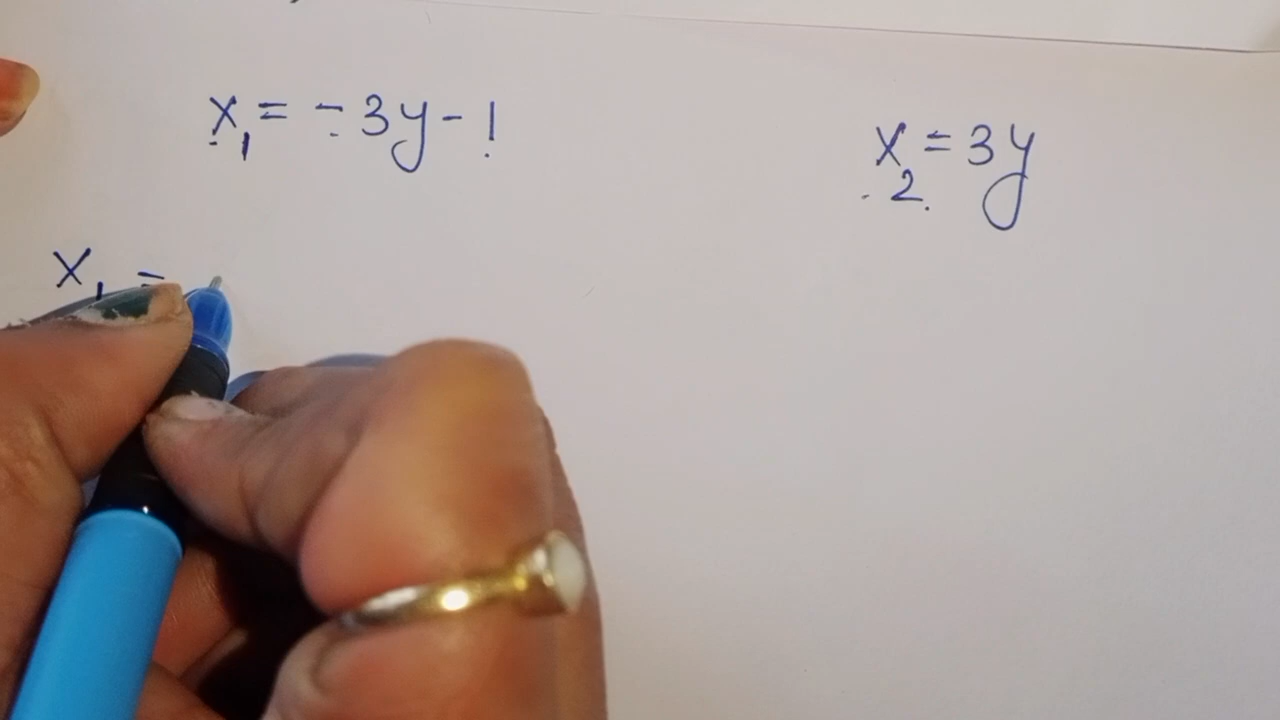 x₁ = -3y - 1
x₂ = 3y
x₁ =